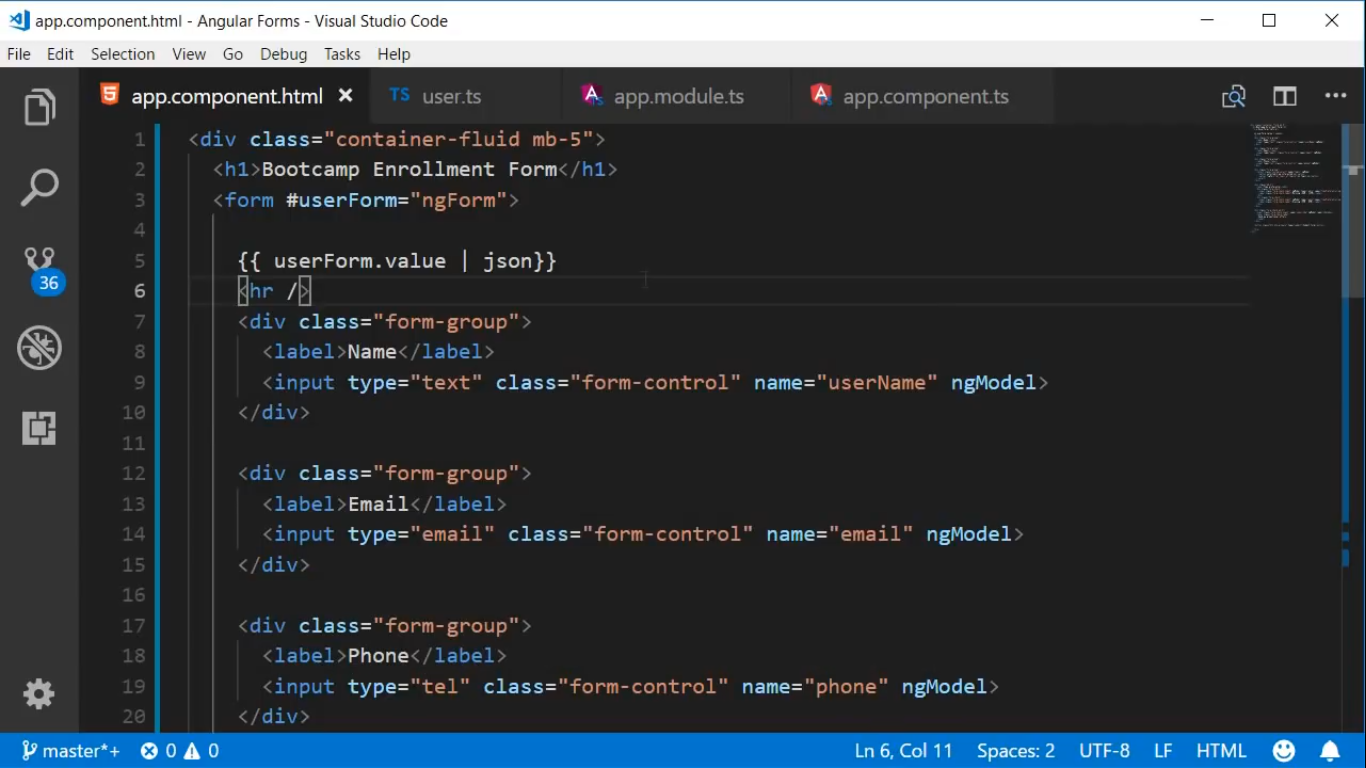 app.component.html - Angular Forms - Visual Studio Code
File Edit Selection View Go Debug Tasks Help
app.component.html TS user.ts app.module.ts app.component.ts
1 <div class="container-fluid mb-5">
2 <h1>Bootcamp Enrollment Form</h1>
3 <form #userForm="ngForm">
4
5 {{ userForm.value | json}}
6 <hr />
7 <div class="form-group">
8 <label>Name</label>
9 <input type="text" class="form-control" name="userName" ngModel>
10 </div>
11
12 <div class="form-group">
13 <label>Email</label>
14 <input type="email" class="form-control" name="email" ngModel>
15 </div>
16
17 <div class="form-group">
18 <label>Phone</label>
19 <input type="tel" class="form-control" name="phone" ngModel>
20 </div>
36
master*+ 0 0 Ln 6, Col 11 Spaces: 2 UTF-8 LF HTML